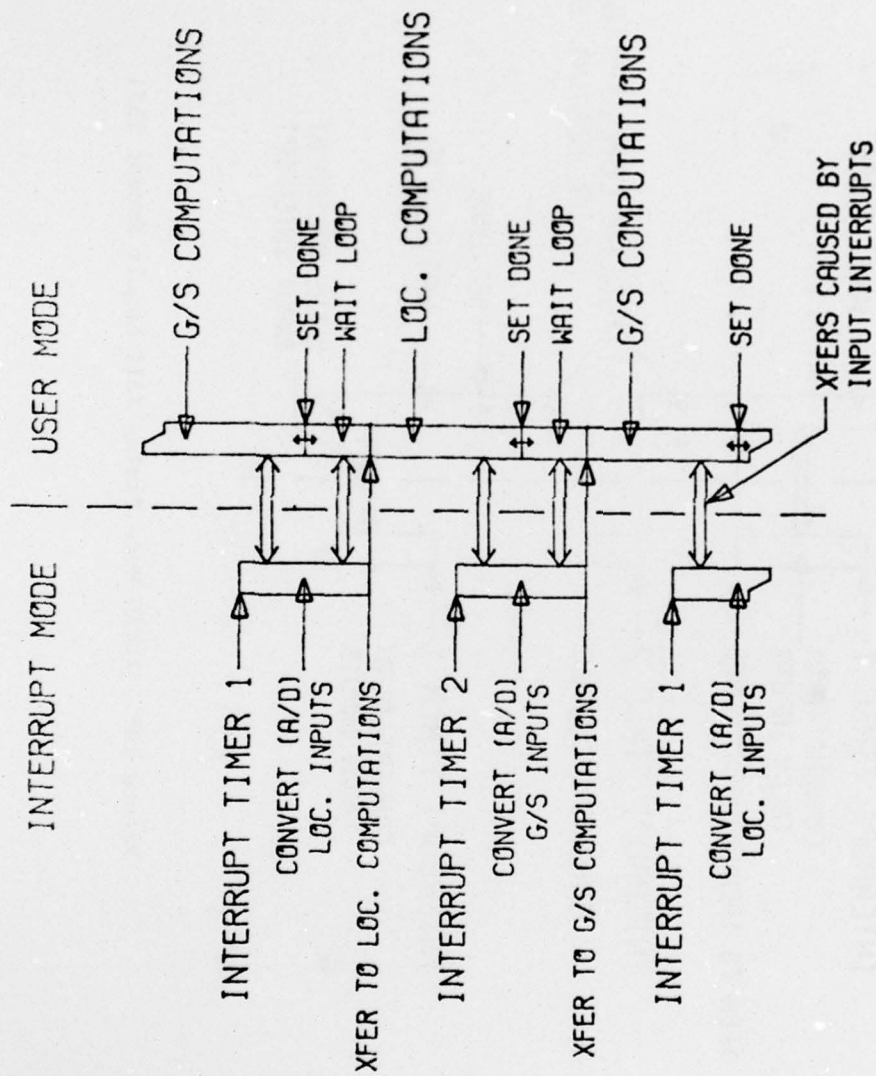 INTERRUPT MODE
USER MODE
G/S COMPUTATIONS
INTERRUPT TIMER 1
SET DONE
CONVERT (A/D)
LOC. INPUTS
WAIT LOOP
XFER TO LOC. COMPUTATIONS
LOC. COMPUTATIONS
INTERRUPT TIMER 2
SET DONE
CONVERT (A/D)
G/S INPUTS
WAIT LOOP
XFER TO G/S COMPUTATIONS
G/S COMPUTATIONS
INTERRUPT TIMER 1
SET DONE
CONVERT (A/D)
LOC. INPUTS
XFERS CAUSED BY
INPUT INTERRUPTS